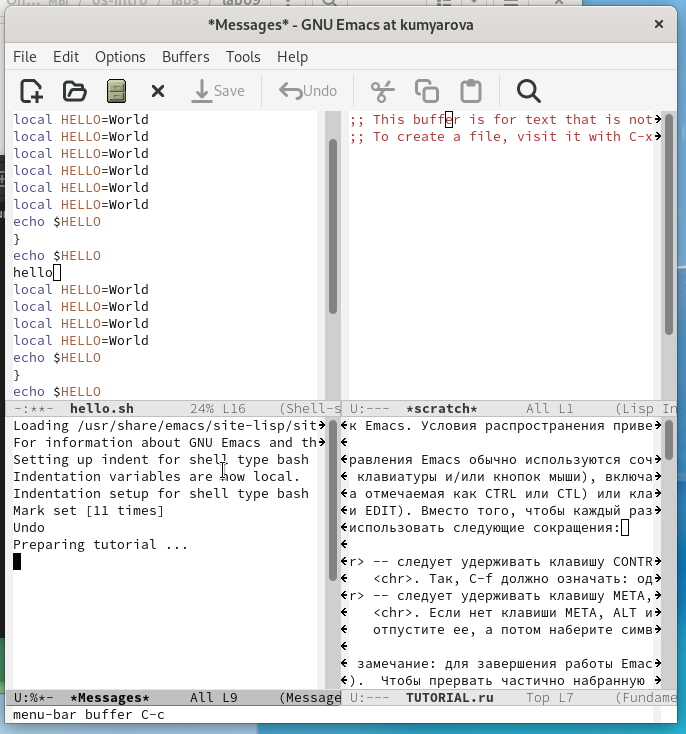 *Messages* - GNU Emacs at kumyarova
File Edit Options Buffers Tools Help
Save Undo
local HELLO=World
local HELLO=World
local HELLO=World
local HELLO=World
local HELLO=World
local HELLO=World
echo $HELLO
}
echo $HELLO
hello
local HELLO=World
local HELLO=World
local HELLO=World
local HELLO=World
echo $HELLO
}
echo $HELLO
-:**- hello.sh 24% L16 (Shell-s
;; This buffer is for text that is not
;; To create a file, visit it with C-x
U:--- *scratch* All L1 (Lisp In
Loading /usr/share/emacs/site-lisp/sit
For information about GNU Emacs and th
Setting up indent for shell type bash
Indentation variables are now local.
Indentation setup for shell type bash
Mark set [11 times]
Undo
Preparing tutorial ...
U:%*- *Messages* All L9 (Message
к Emacs. Условия распространения приве
равления Emacs обычно используются соч
клавиатуры и/или кнопок мыши), включа
а отмечаемая как CTRL или CTL) или кла
и EDIT). Вместо того, чтобы каждый раз
использовать следующие сокращения:
r> -- следует удерживать клавишу CONTR
<chr>. Так, C-f должно означать: од
r> -- следует удерживать клавишу META,
<chr>. Если нет клавиши META, ALT и
отпустите ее, а потом наберите симв
замечание: для завершения работы Emac
). Чтобы прервать частично набранную
U:--- TUTORIAL.ru Top L7 (Fundame
menu-bar buffer C-c